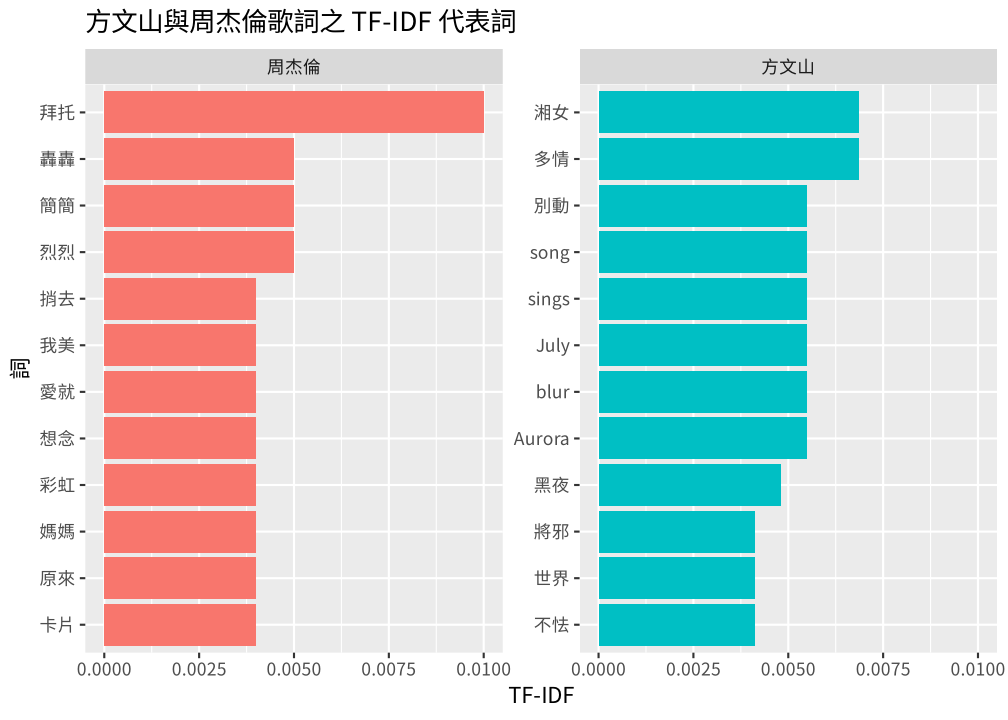 方文山與周杰倫歌詞之 TF-IDF 代表詞
周杰倫
方文山
詞
拜托
轟轟
簡簡
烈烈
捎去
我美
愛就
想念
彩虹
媽媽
原來
卡片
湘女
多情
別動
song
sings
July
blur
Aurora
黑夜
將邪
世界
不怯
0.0000 0.0025 0.0050 0.0075 0.0100
0.0000 0.0025 0.0050 0.0075 0.0100
TF-IDF